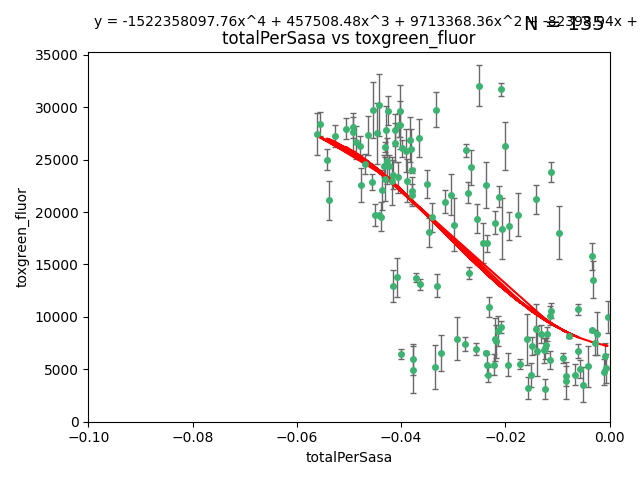 y = -1522358097.76x^4 + 457508.48x^3 + 9713368.36x^2 +
N = 135
totalPerSasa vs toxgreen_fluor
35000
30000
25000
20000
15000
10000
5000
0
toxgreen_fluor
−0.10 −0.08 −0.06 −0.04 −0.02 0.00
totalPerSasa